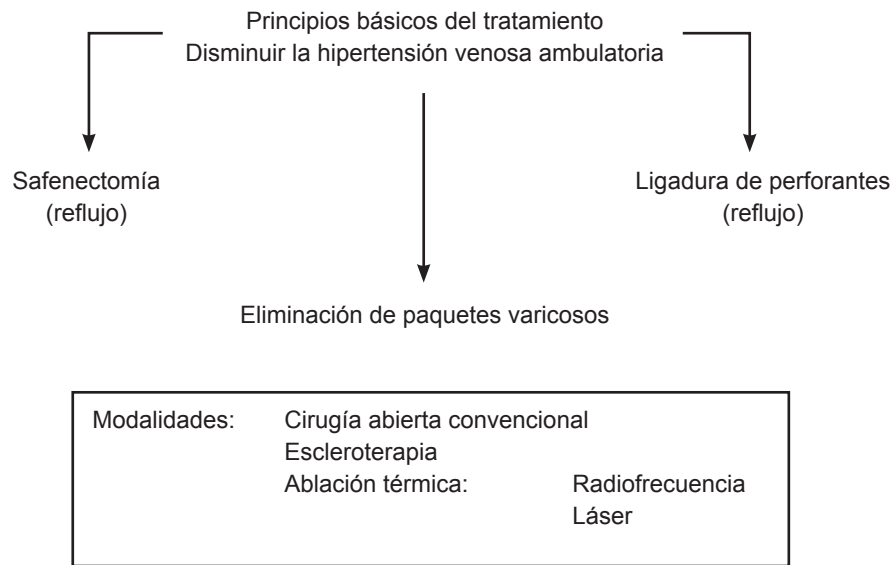 Principios básicos del tratamiento
Disminuir la hipertensión venosa ambulatoria
Safenectomía
(reflujo)
Ligadura de perforantes
(reflujo)
Eliminación de paquetes varicosos
Modalidades: Cirugía abierta convencional
Escleroterapia
Ablación térmica: Radiofrecuencia
Láser